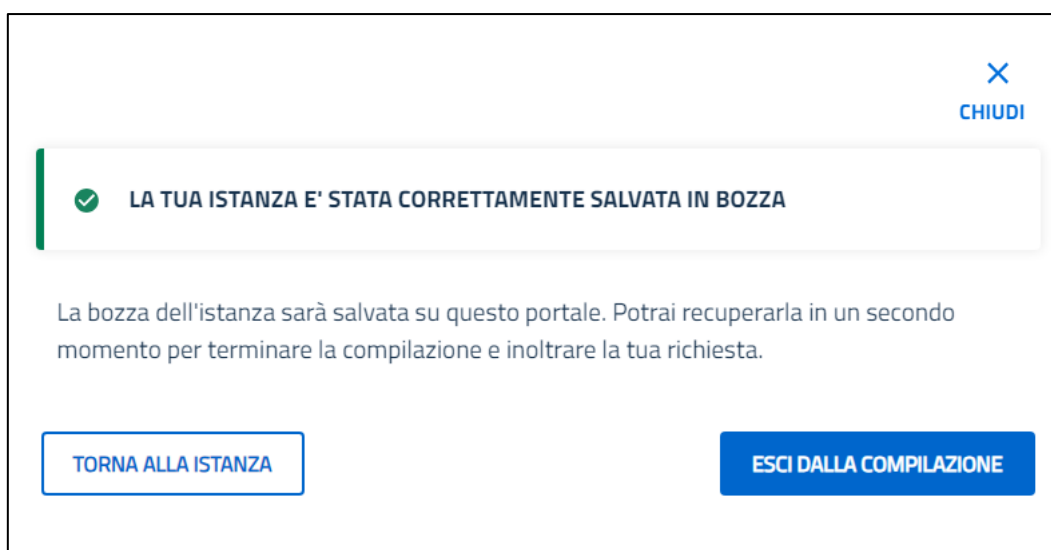 CHIUDI
LA TUA ISTANZA E' STATA CORRETTAMENTE SALVATA IN BOZZA
La bozza dell'istanza sarà salvata su questo portale. Potrai recuperarla in un secondo
momento per terminare la compilazione e inoltrare la tua richiesta.
TORNA ALLA ISTANZA
ESCI DALLA COMPILAZIONE